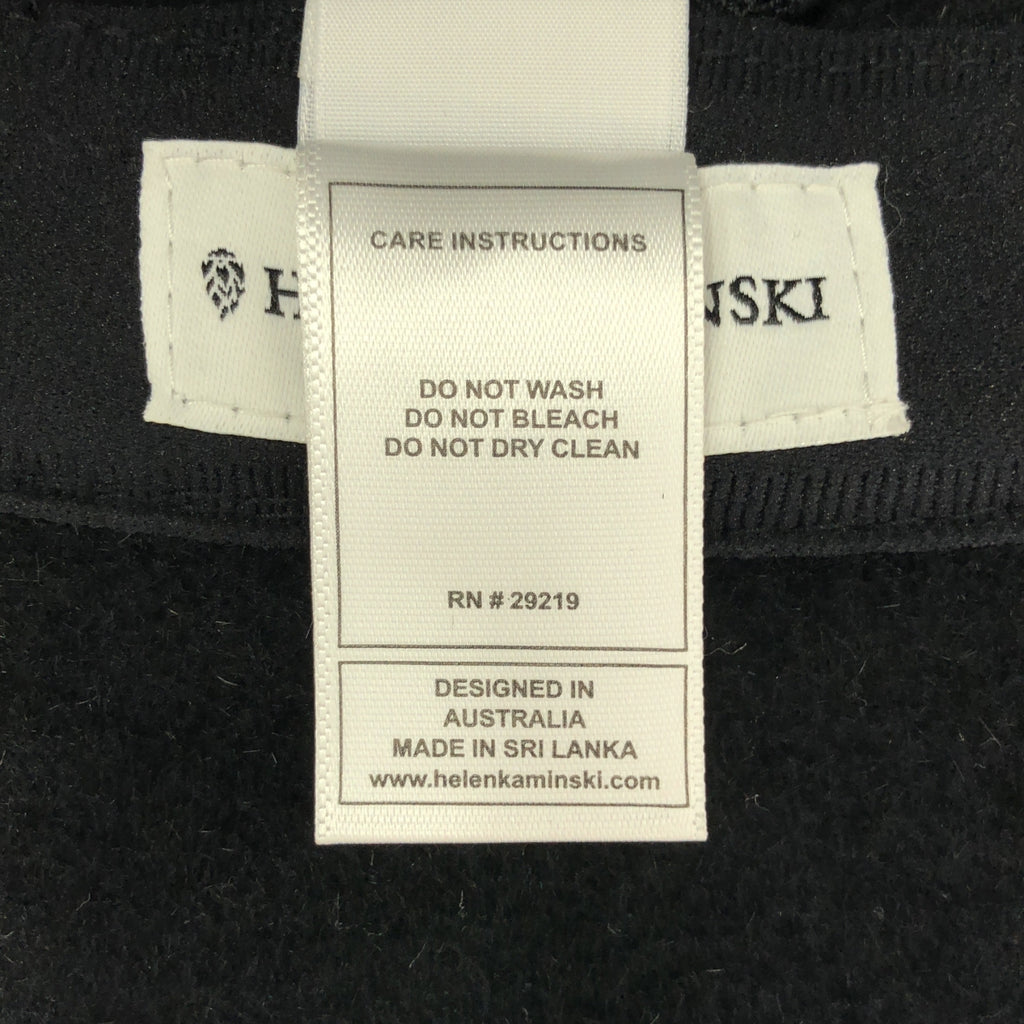 H NSKI
CARE INSTRUCTIONS
DO NOT WASH
DO NOT BLEACH
DO NOT DRY CLEAN
RN # 29219
DESIGNED IN
AUSTRALIA
MADE IN SRI LANKA
www.helenkaminski.com